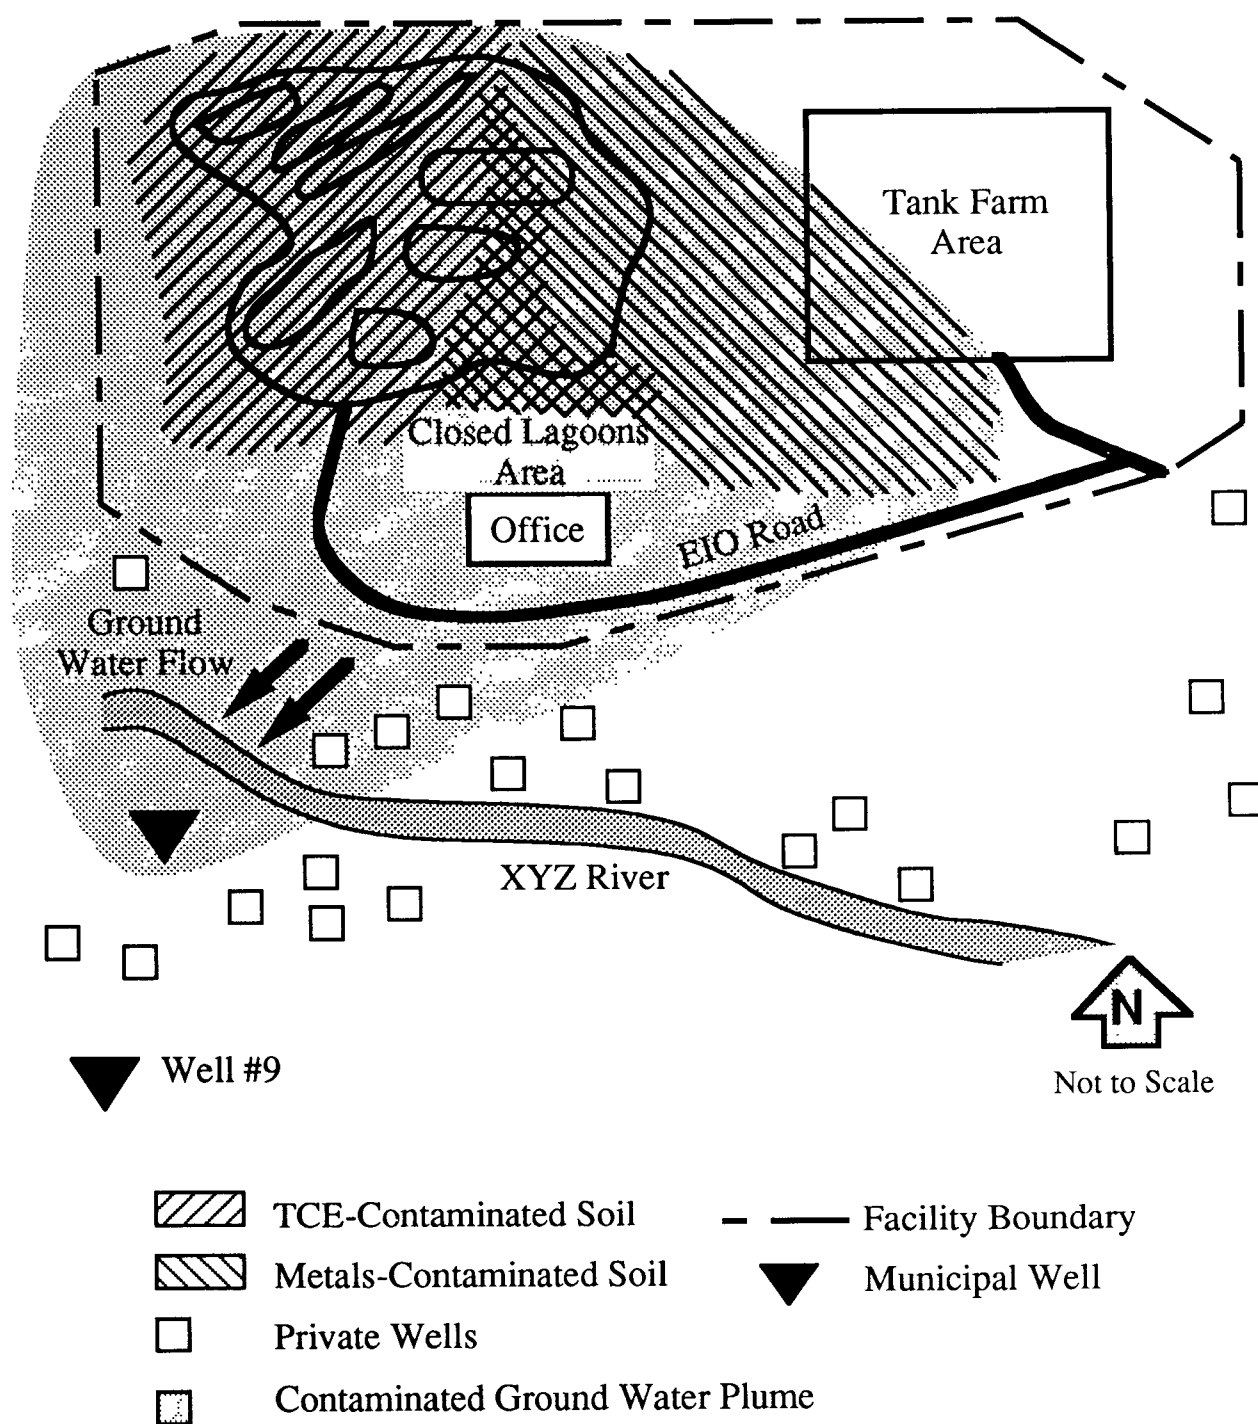 Tank Farm
Area
Closed Lagoons
Area
Office
EIO Road
Ground
Water Flow
XYZ River
N
Not to Scale
Well #9
TCE-Contaminated Soil
Facility Boundary
Metals-Contaminated Soil
Municipal Well
Private Wells
Contaminated Ground Water Plume